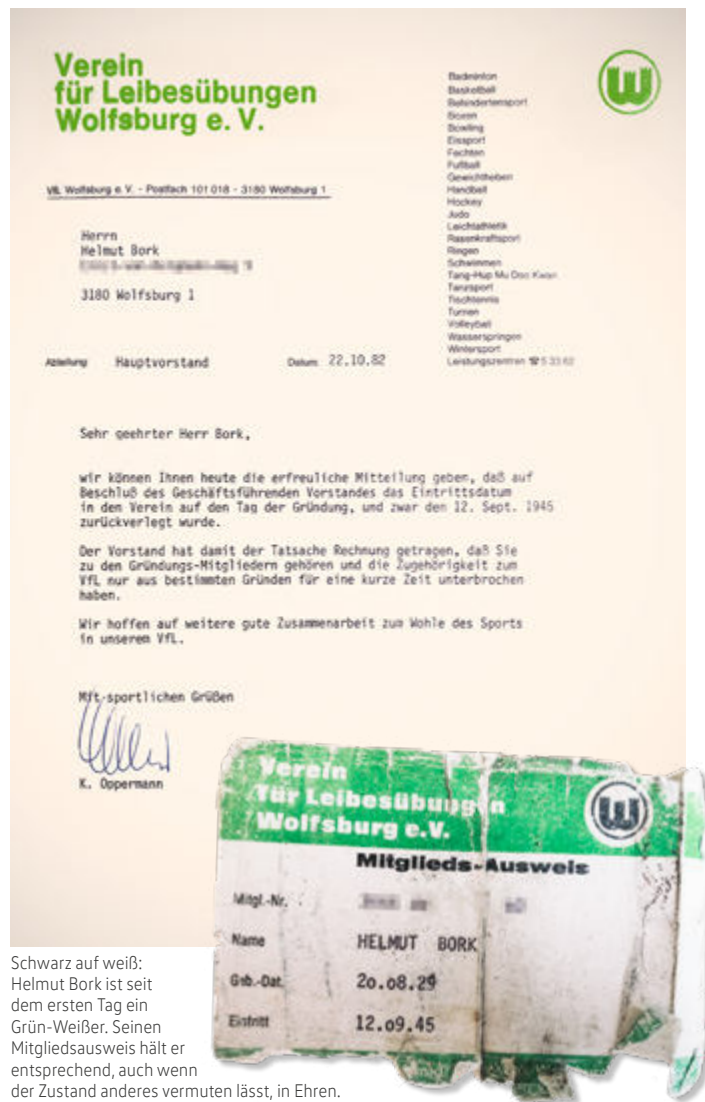 Verein
für Leibesübungen
Wolfsburg e. V.
Badminton
Basketball
Behindertensport
Boxen
Bowling
Eissport
Fechten
Fußball
Gewichtheben
Handball
Hockey
Judo
Leichtathletik
Rasenkraftsport
Ringen
Schwimmen
Tang-Hup Mu Doo Kwan
Tanzsport
Tischtennis
Turnen
Volleyball
Wasserspringen
Wintersport
Leistungszentren ☎ 5 33 62
VfL Wolfsburg e. V. - Postfach 101 018 - 3180 Wolfsburg 1
Herrn
Helmut Bork
3180 Wolfsburg 1
Abteilung Hauptvorstand Datum 22.10.82
Sehr geehrter Herr Bork,
wir können Ihnen heute die erfreuliche Mitteilung geben, daß auf
Beschluß des Geschäftsführenden Vorstandes das Eintrittsdatum
in den Verein auf den Tag der Gründung, und zwar den 12. Sept. 1945
zurückverlegt wurde.
Der Vorstand hat damit der Tatsache Rechnung getragen, daß Sie
zu den Gründungs-Mitgliedern gehören und die Zugehörigkeit zum
VfL nur aus bestimmten Gründen für eine kurze Zeit unterbrochen
haben.
Wir hoffen auf weitere gute Zusammenarbeit zum Wohle des Sports
in unserem VfL.
Mit sportlichen Grüßen
K. Oppermann
Verein
für Leibesübungen
Wolfsburg e.V.
W
Mitglieds-Ausweis
Mitgl.-Nr.
Name HELMUT BORK
Geb.-Dat. 20.08.29
Eintritt 12.09.45
Schwarz auf weiß:
Helmut Bork ist seit
dem ersten Tag ein
Grün-Weißer. Seinen
Mitgliedsausweis hält er
entsprechend, auch wenn
der Zustand anderes vermuten lässt, in Ehren.